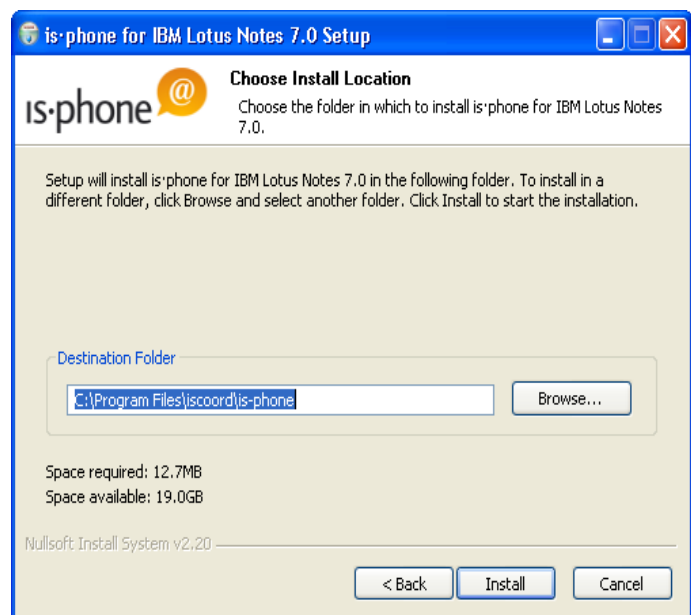 is·phone for IBM Lotus Notes 7.0 Setup
ıs·phone @
Choose Install Location
Choose the folder in which to install is·phone for IBM Lotus Notes
7.0.
Setup will install is·phone for IBM Lotus Notes 7.0 in the following folder. To install in a
different folder, click Browse and select another folder. Click Install to start the installation.
Destination Folder
C:\Program Files\iscoord\is-phone
Browse...
Space required: 12.7MB
Space available: 19.0GB
Nullsoft Install System v2.20
< Back Install Cancel